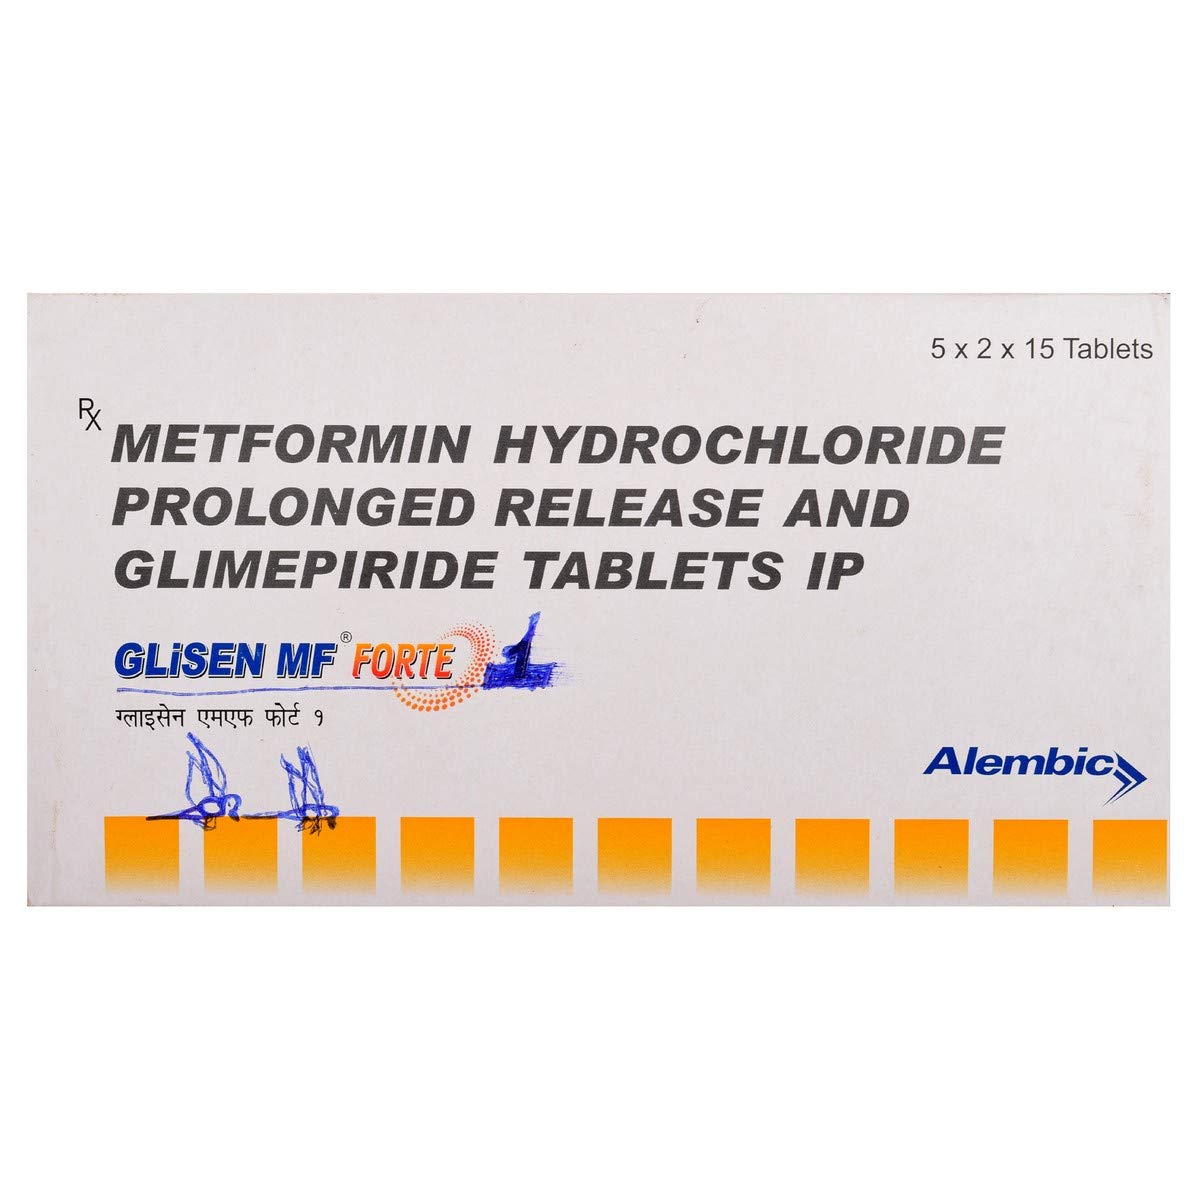 5 x 2 x 15 Tablets
Rx
METFORMIN HYDROCHLORIDE
PROLONGED RELEASE AND
GLIMEPIRIDE TABLETS IP
GLiSEN MF® FORTE 1
ग्लाइसेन एमएफ फोर्ट १
Alembic